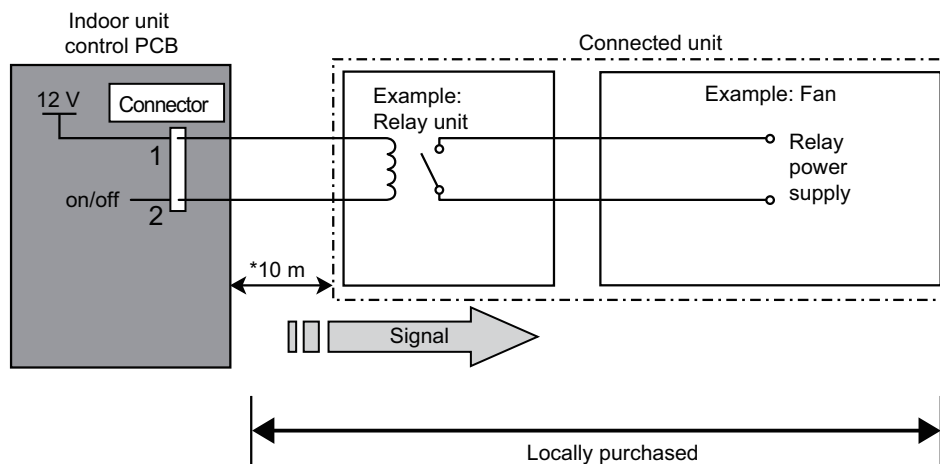 Indoor unit
control PCB
Connected unit
12 V
Connector
Example:
Relay unit
Example: Fan
1
Relay
power
supply
on/off
2
*10 m
Signal
Locally purchased